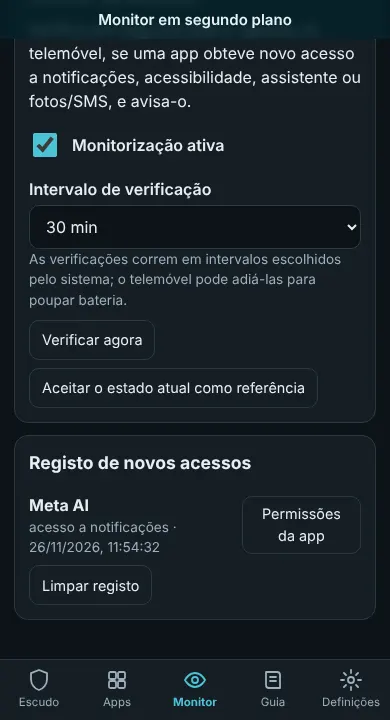 Monitor em segundo plano
telemóvel, se uma app obteve novo acesso
a notificações, acessibilidade, assistente ou
fotos/SMS, e avisa-o.
Monitorização ativa
Intervalo de verificação
30 min
As verificações correm em intervalos escolhidos
pelo sistema; o telemóvel pode adiá-las para
poupar bateria.
Verificar agora
Aceitar o estado atual como referência
Registo de novos acessos
Meta AI
acesso a notificações ·
26/11/2026, 11:54:32
Permissões
da app
Limpar registo
Escudo
Apps
Monitor
Guia
Definições